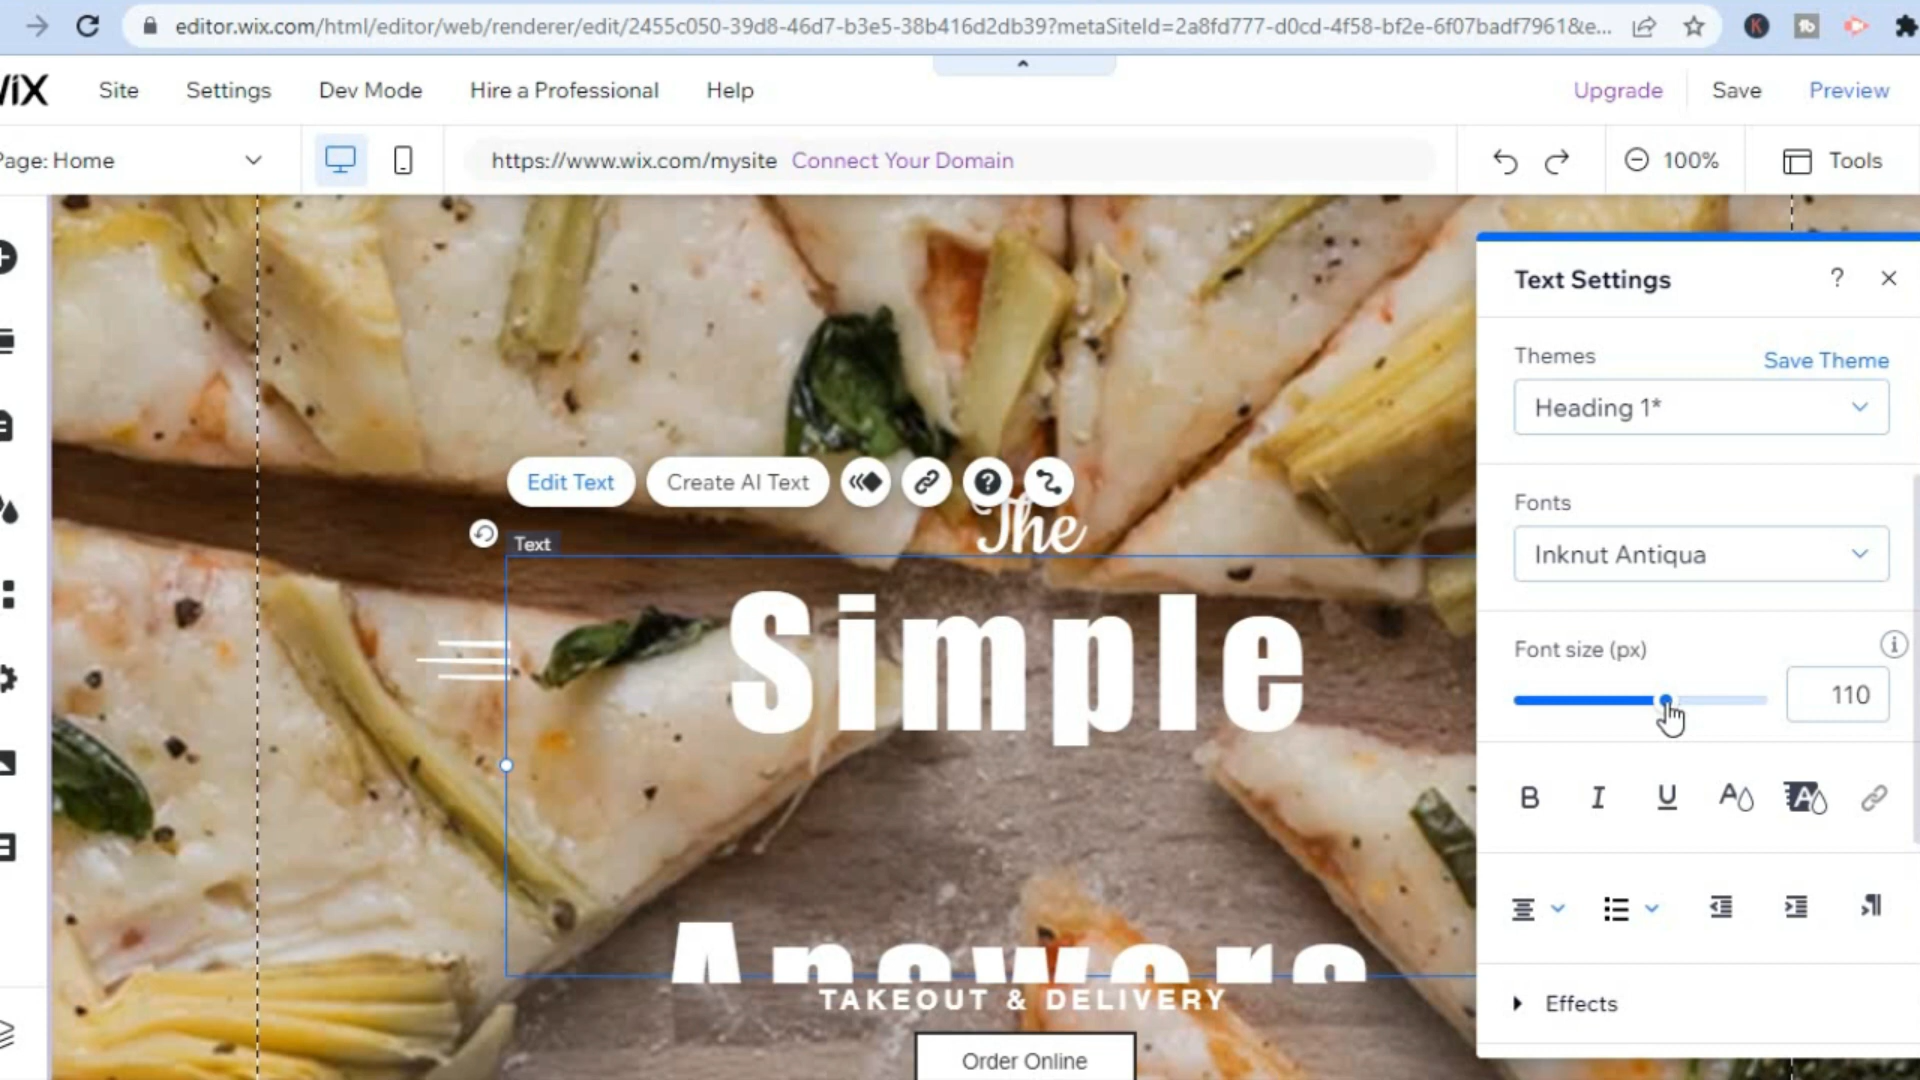 editor.wix.com/html/editor/web/renderer/edit/2455c050-39d8-46d7-b3e5-38b416d2db39?metaSiteId=2a8fd777-d0cd-4f58-bf2e-6f07badf7961&e...
WiX Site Settings Dev Mode Hire a Professional Help Upgrade Save Preview
Page: Home https://www.wix.com/mysite Connect Your Domain 100% Tools
Text Settings ?
Themes Save Theme
Heading 1*
Edit Text Create AI Text ?
The
Fonts
Text
Inknut Antiqua
Simple
Font size (px)
110
B I U A A
Answers
TAKEOUT & DELIVERY
Effects
Order Online